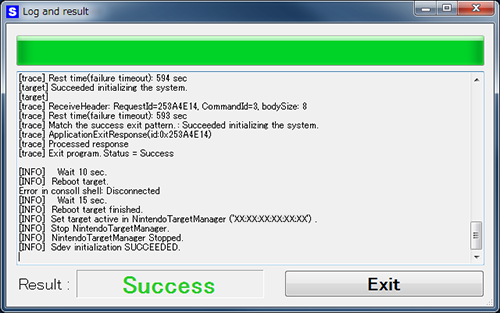 Log and result
[trace] Rest time(failure timeout): 594 sec
[target] Succeeded initializing the system.
[target]
[trace] ReceiveHeader: RequestId=253A4E14, CommandId=3, bodySize: 8
[trace] Rest time(failure timeout): 593 sec
[trace] Match the success exit pattern. : Succeeded initializing the system.
[trace] ApplicationExitResponse(id:0x253A4E14)
[trace] Processed response
[trace] Exit program. Status = Success
[INFO] Wait 10 sec.
[INFO] Reboot target.
Error in consoll shell: Disconnected
[INFO] Wait 15 sec.
[INFO] Reboot target finished.
[INFO] Set target active in NintendoTargetManager ('XX:XX:XX:XX:XX:XX') .
[INFO] Stop NintendoTargetManager.
[INFO] NintendoTargetManager Stopped.
[INFO] Sdev initialization SUCCEEDED.
Result : Success Exit